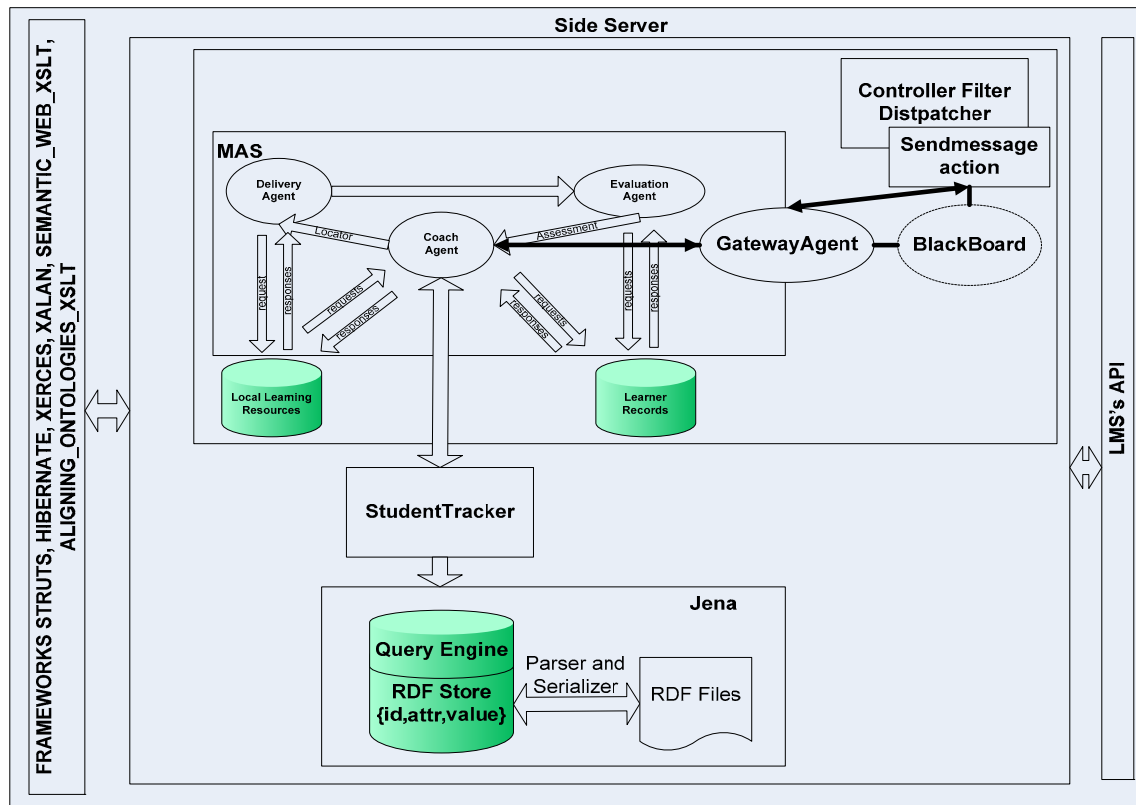 Side Server
FRAMEWORKS STRUTS, HIBERNATE, XERCES, XALAN, SEMANTIC_WEB_XSLT,
ALIGNING_ONTOLOGIES_XSLT
Controller Filter
Distpatcher
Sendmessage
action
MAS
Delivery
Agent
Evaluation
Agent
Locator
Coach
Agent
Assessment
GatewayAgent
BlackBoard
request
responses
requests
responses
requests
responses
requests
responses
Local Learning
Resources
Learner
Records
LMS's API
StudentTracker
Jena
Query Engine
RDF Store
{id,attr,value}
Parser and
Serializer
RDF Files